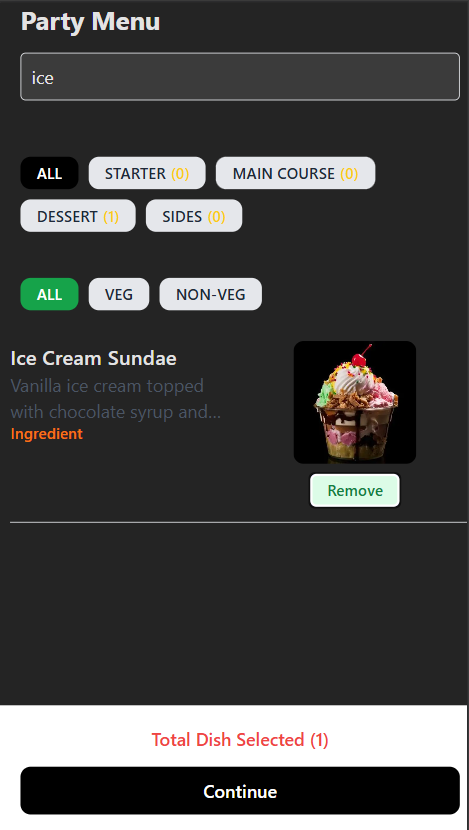 Party Menu
ice
ALL STARTER (0) MAIN COURSE (0)
DESSERT (1) SIDES (0)
ALL VEG NON-VEG
Ice Cream Sundae
Vanilla ice cream topped
with chocolate syrup and...
Ingredient
Remove
Total Dish Selected (1)
Continue